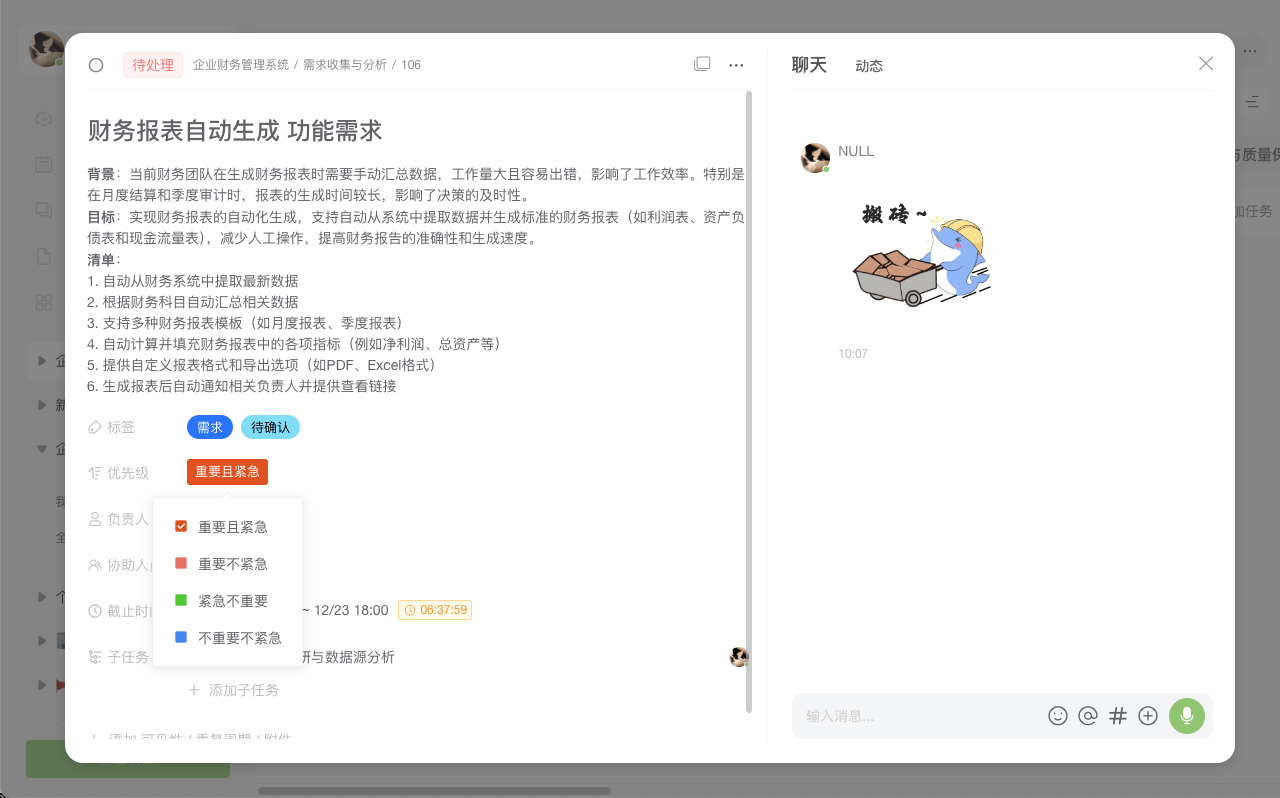 待处理 企业财务管理系统 / 需求收集与分析 / 106
财务报表自动生成 功能需求
背景：当前财务团队在生成财务报表时需要手动汇总数据，工作量大且容易出错，影响了工作效率。特别是
在月度结算和季度审计时，报表的生成时间较长，影响了决策的及时性。
目标：实现财务报表的自动化生成，支持自动从系统中提取数据并生成标准的财务报表（如利润表、资产负
债表和现金流量表），减少人工操作，提高财务报告的准确性和生成速度。
清单：
1. 自动从财务系统中提取最新数据
2. 根据财务科目自动汇总相关数据
3. 支持多种财务报表模板（如月度报表、季度报表）
4. 自动计算并填充财务报表中的各项指标（例如净利润、总资产等）
5. 提供自定义报表格式和导出选项（如PDF、Excel格式）
6. 生成报表后自动通知相关负责人并提供查看链接
标签 需求 待确认
优先级 重要且紧急
重要且紧急
重要不紧急
紧急不重要
不重要不紧急
负责人
协助人
截止时 ~ 12/23 18:00 06:37:59
子任务 研与数据源分析
添加子任务
添加 可见性 / 重复周期 / 附件
聊天 动态
NULL
搬砖~
10:07
输入消息...
与质量保
加任务